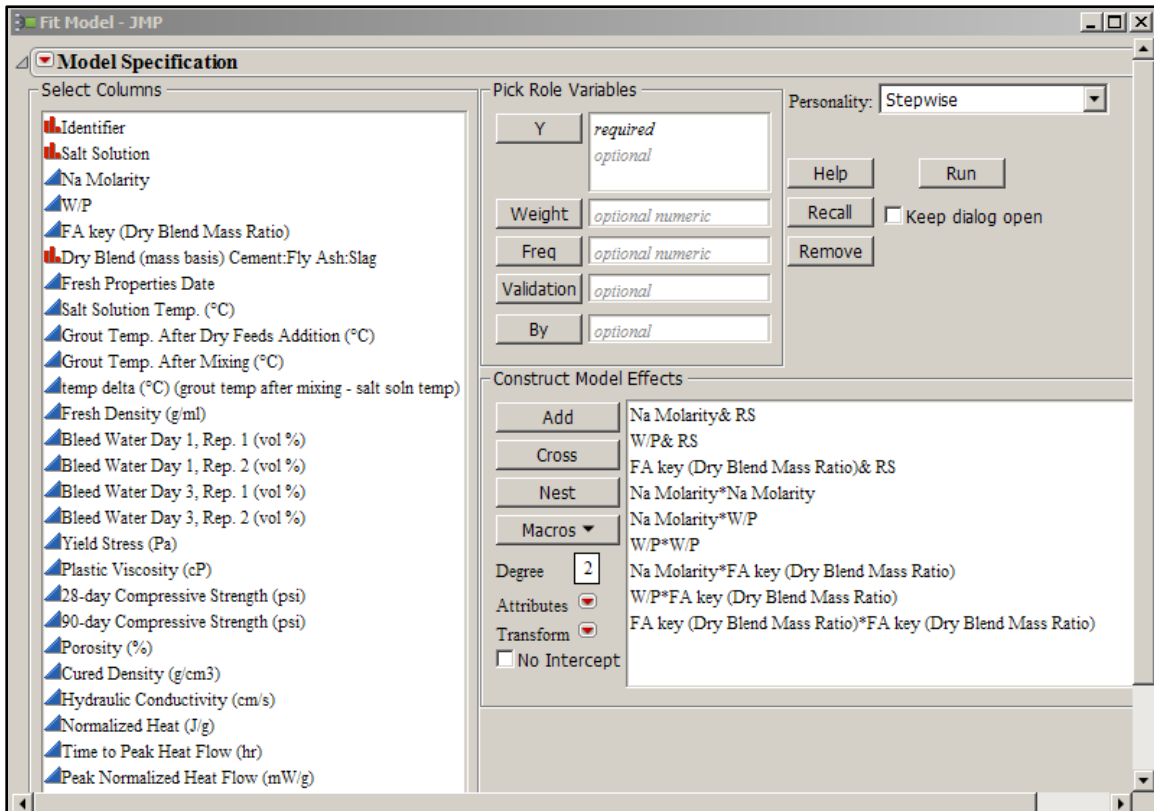 Fit Model - JMP
Model Specification
Select Columns
Identifier
Salt Solution
Na Molarity
W/P
FA key (Dry Blend Mass Ratio)
Dry Blend (mass basis) Cement:Fly Ash:Slag
Fresh Properties Date
Salt Solution Temp. (°C)
Grout Temp. After Dry Feeds Addition (°C)
Grout Temp. After Mixing (°C)
temp delta (°C) (grout temp after mixing - salt soln temp)
Fresh Density (g/ml)
Bleed Water Day 1, Rep. 1 (vol %)
Bleed Water Day 1, Rep. 2 (vol %)
Bleed Water Day 3, Rep. 1 (vol %)
Bleed Water Day 3, Rep. 2 (vol %)
Yield Stress (Pa)
Plastic Viscosity (cP)
28-day Compressive Strength (psi)
90-day Compressive Strength (psi)
Porosity (%)
Cured Density (g/cm3)
Hydraulic Conductivity (cm/s)
Normalized Heat (J/g)
Time to Peak Heat Flow (hr)
Peak Normalized Heat Flow (mW/g)
Pick Role Variables
Y required
optional
Weight optional numeric
Freq optional numeric
Validation optional
By optional
Personality: Stepwise
Help Run
Recall Keep dialog open
Remove
Construct Model Effects
Add
Cross
Nest
Macros
Degree 2
Attributes
Transform
No Intercept
Na Molarity& RS
W/P& RS
FA key (Dry Blend Mass Ratio)& RS
Na Molarity*Na Molarity
Na Molarity*W/P
W/P*W/P
Na Molarity*FA key (Dry Blend Mass Ratio)
W/P*FA key (Dry Blend Mass Ratio)
FA key (Dry Blend Mass Ratio)*FA key (Dry Blend Mass Ratio)